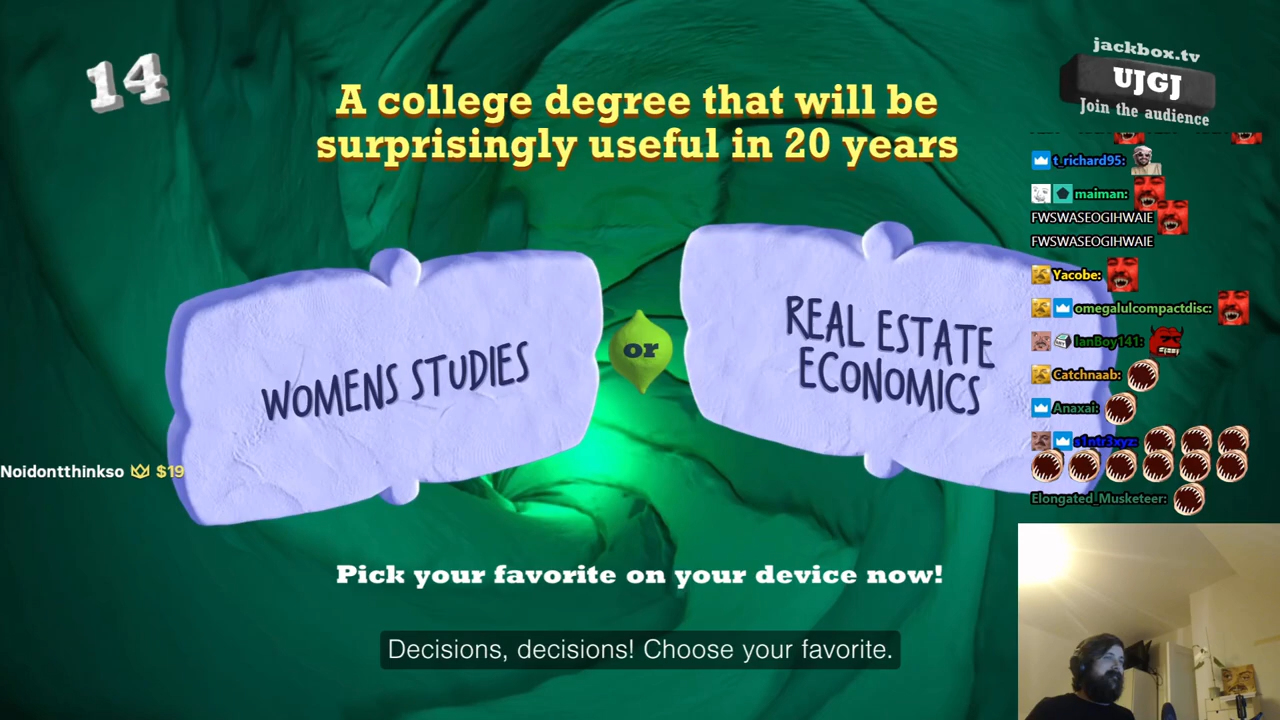 14
A college degree that will be
surprisingly useful in 20 years
jackbox.tv
UJGJ
Join the audience
WOMENS STUDIES
or
REAL ESTATE
ECONOMICS
Noidontthinkso $19
Pick your favorite on your device now!
Decisions, decisions! Choose your favorite.
t_richard95:
maiman:
FWSWASEOGIHWAIE
FWSWASEOGIHWAIE
Yacobe:
omegalulcompactdisc:
IanBoy141:
Catchnaab:
Anaxai:
s1ntr3xyz:
Elongated_Musketeer: